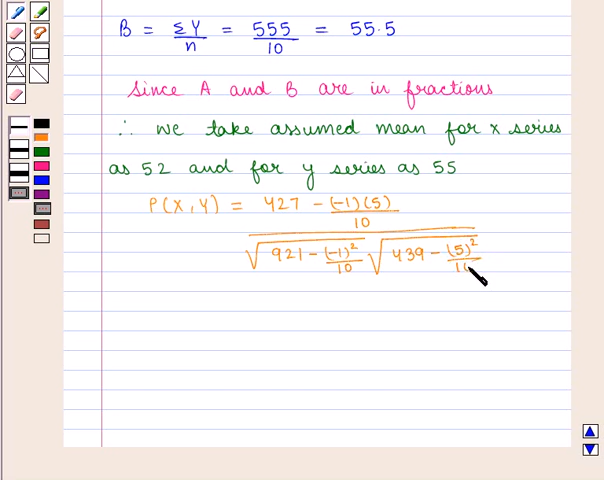 B = ΣY/n = 555/10 = 55.5
Since A and B are in fractions
∴ we take assumed mean for x series
as 52 and for y series as 55
P(X,Y) = 427 - (-1)(5)/10
√921 - (-1)²/10 √439 - (5)²/10